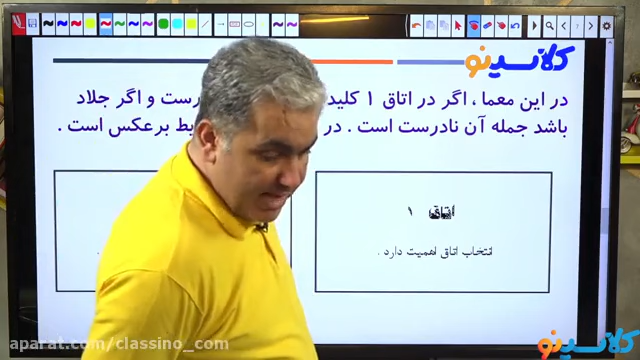 کلاسینو
در این معما ، اگر در اتاق ۱ کلید رست و اگر جلاد
باشد جمله آن نادرست است . در بط برعکس است .
اتاق ۱
انتخاب اتاق اهمیت دارد .
aparat.com/classino_com
کلاسینو